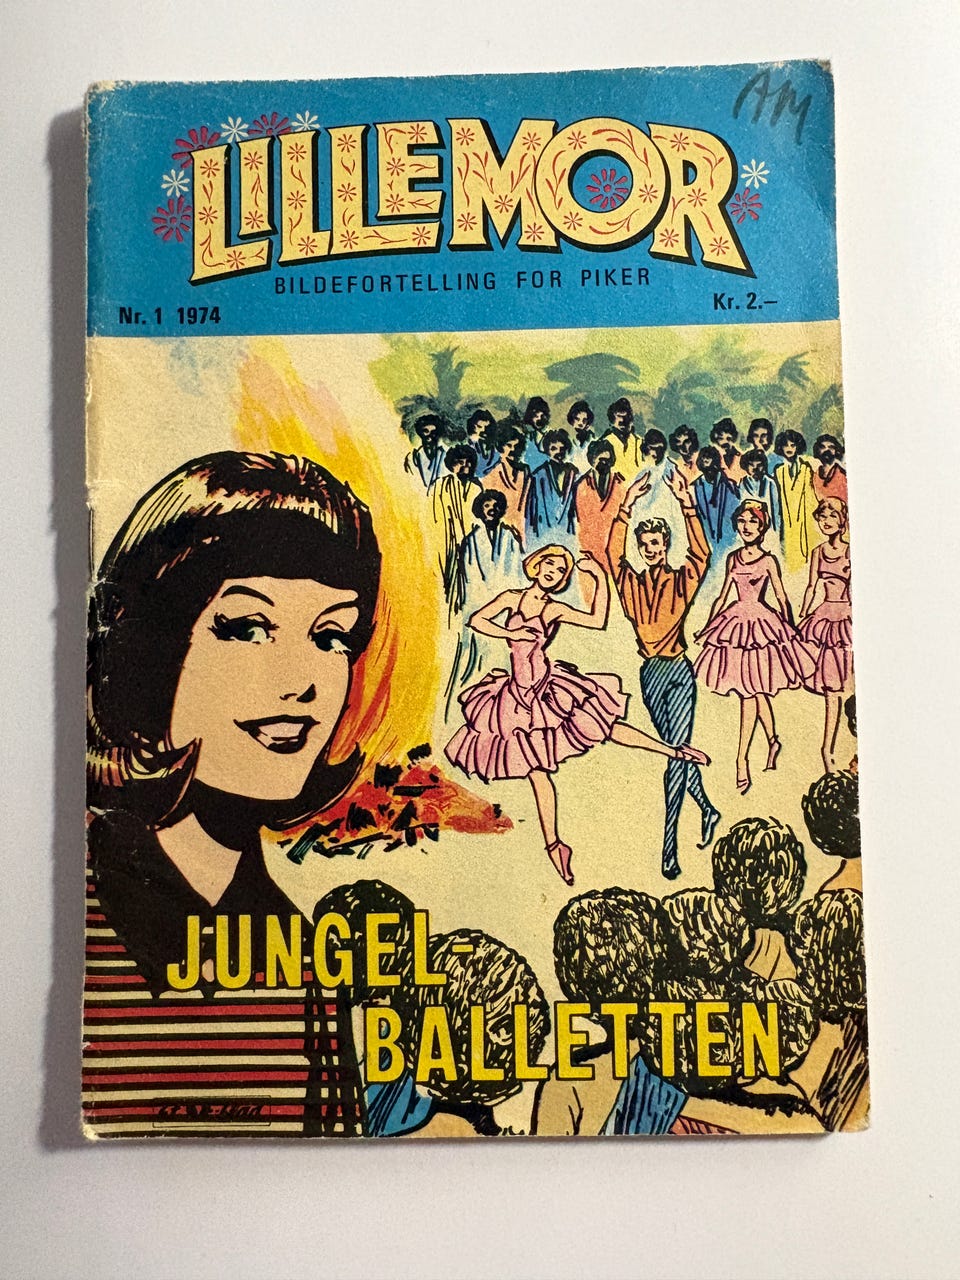 AM
LILLEMOR
BILDEFORTELLING FOR PIKER
Nr. 1 1974
Kr. 2.–
JUNGEL-
BALLETTEN